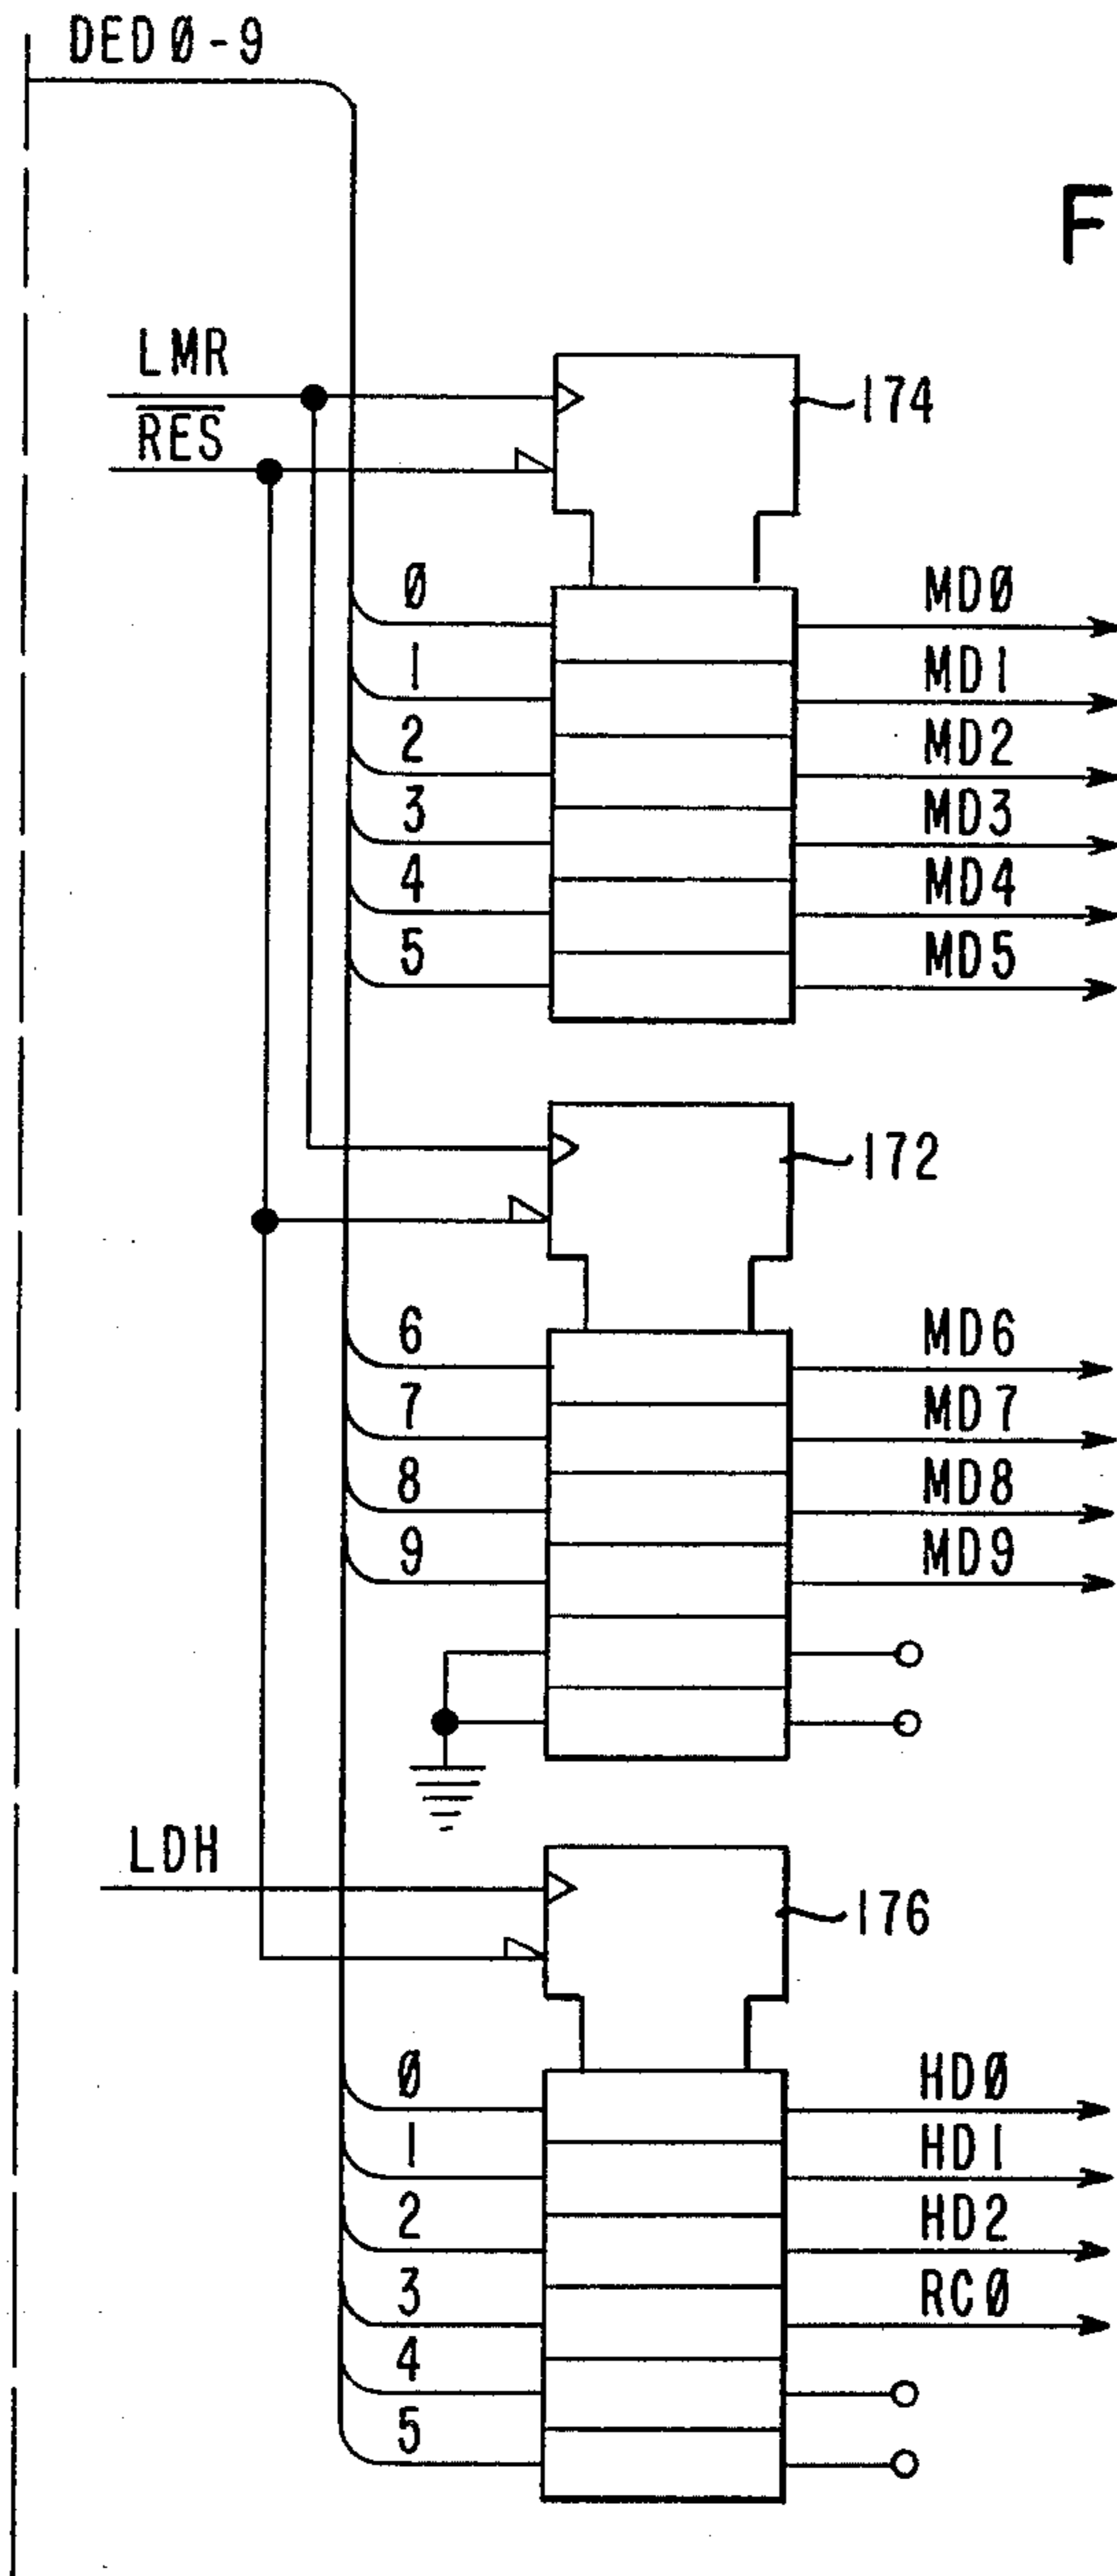 DEDØ-9
F
LMR
RES
174
Ø MDØ
1 MD1
2 MD2
3 MD3
4 MD4
5 MD5
172
6 MD6
7 MD7
8 MD8
9 MD9
LDH
176
Ø HDØ
1 HD1
2 HD2
3 RCØ
4
5